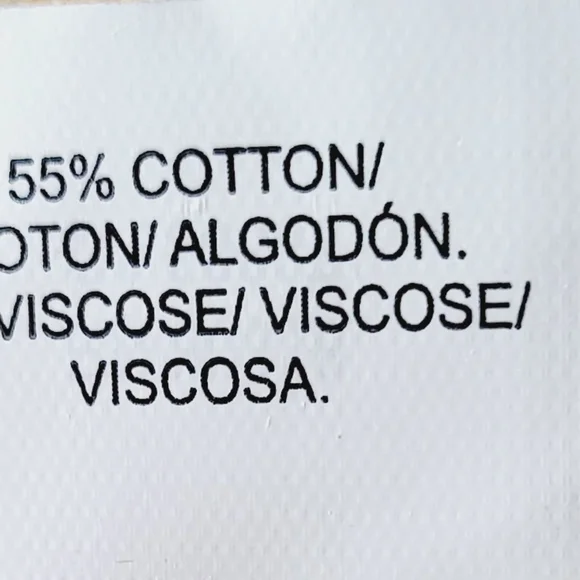 55% COTTON/
OTON/ ALGODÓN.
VISCOSE/ VISCOSE/
VISCOSA.